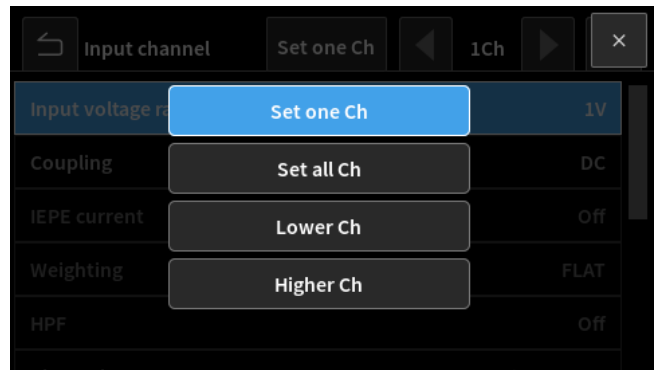 Input channel Set one Ch 1Ch ×
Input voltage ra 1V
Set one Ch
Coupling DC
Set all Ch
IEPE current Off
Lower Ch
Weighting FLAT
Higher Ch
HPF Off